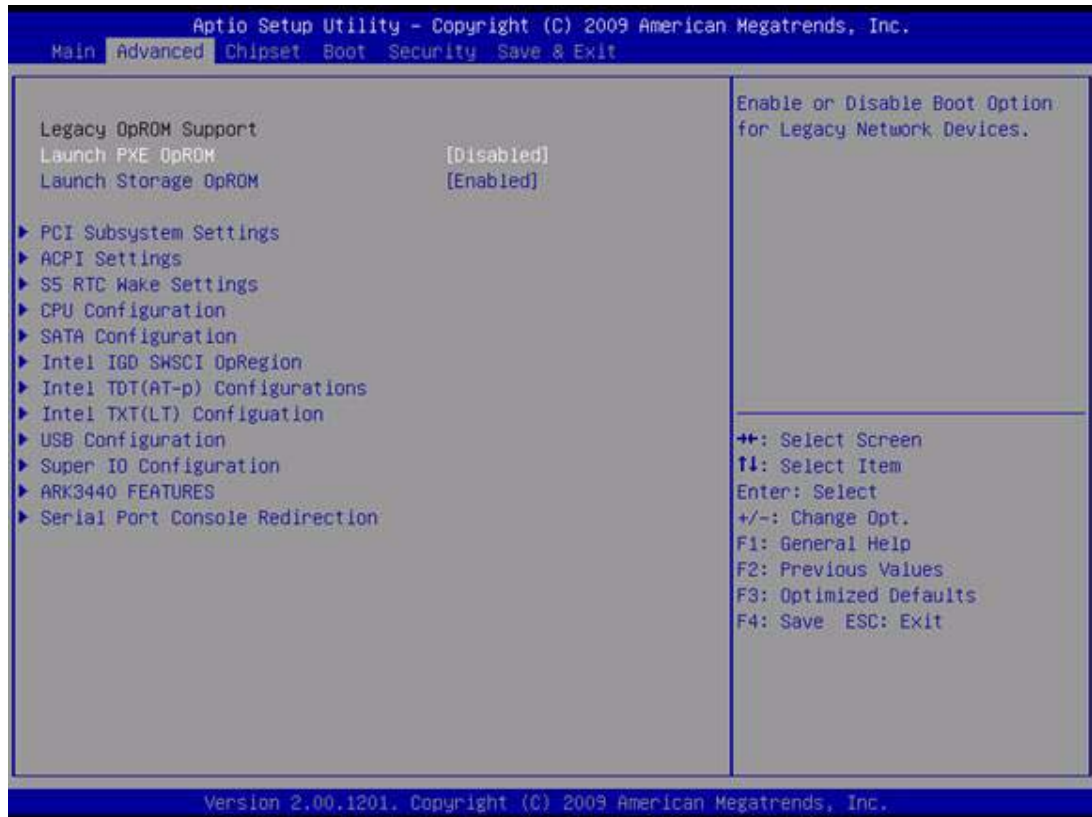 Aptio Setup Utility – Copyright (C) 2009 American Megatrends, Inc.
Main Advanced Chipset Boot Security Save & Exit
Legacy OpROM Support
Launch PXE OpROM [Disabled]
Launch Storage OpROM [Enabled]
▶ PCI Subsystem Settings
▶ ACPI Settings
▶ S5 RTC Wake Settings
▶ CPU Configuration
▶ SATA Configuration
▶ Intel IGD SWSCI OpRegion
▶ Intel TDT(AT-p) Configurations
▶ Intel TXT(LT) Configuation
▶ USB Configuration
▶ Super IO Configuration
▶ ARK3440 FEATURES
▶ Serial Port Console Redirection
Enable or Disable Boot Option
for Legacy Network Devices.
→←: Select Screen
↑↓: Select Item
Enter: Select
+/-: Change Opt.
F1: General Help
F2: Previous Values
F3: Optimized Defaults
F4: Save ESC: Exit
Version 2.00.1201. Copyright (C) 2009 American Megatrends, Inc.